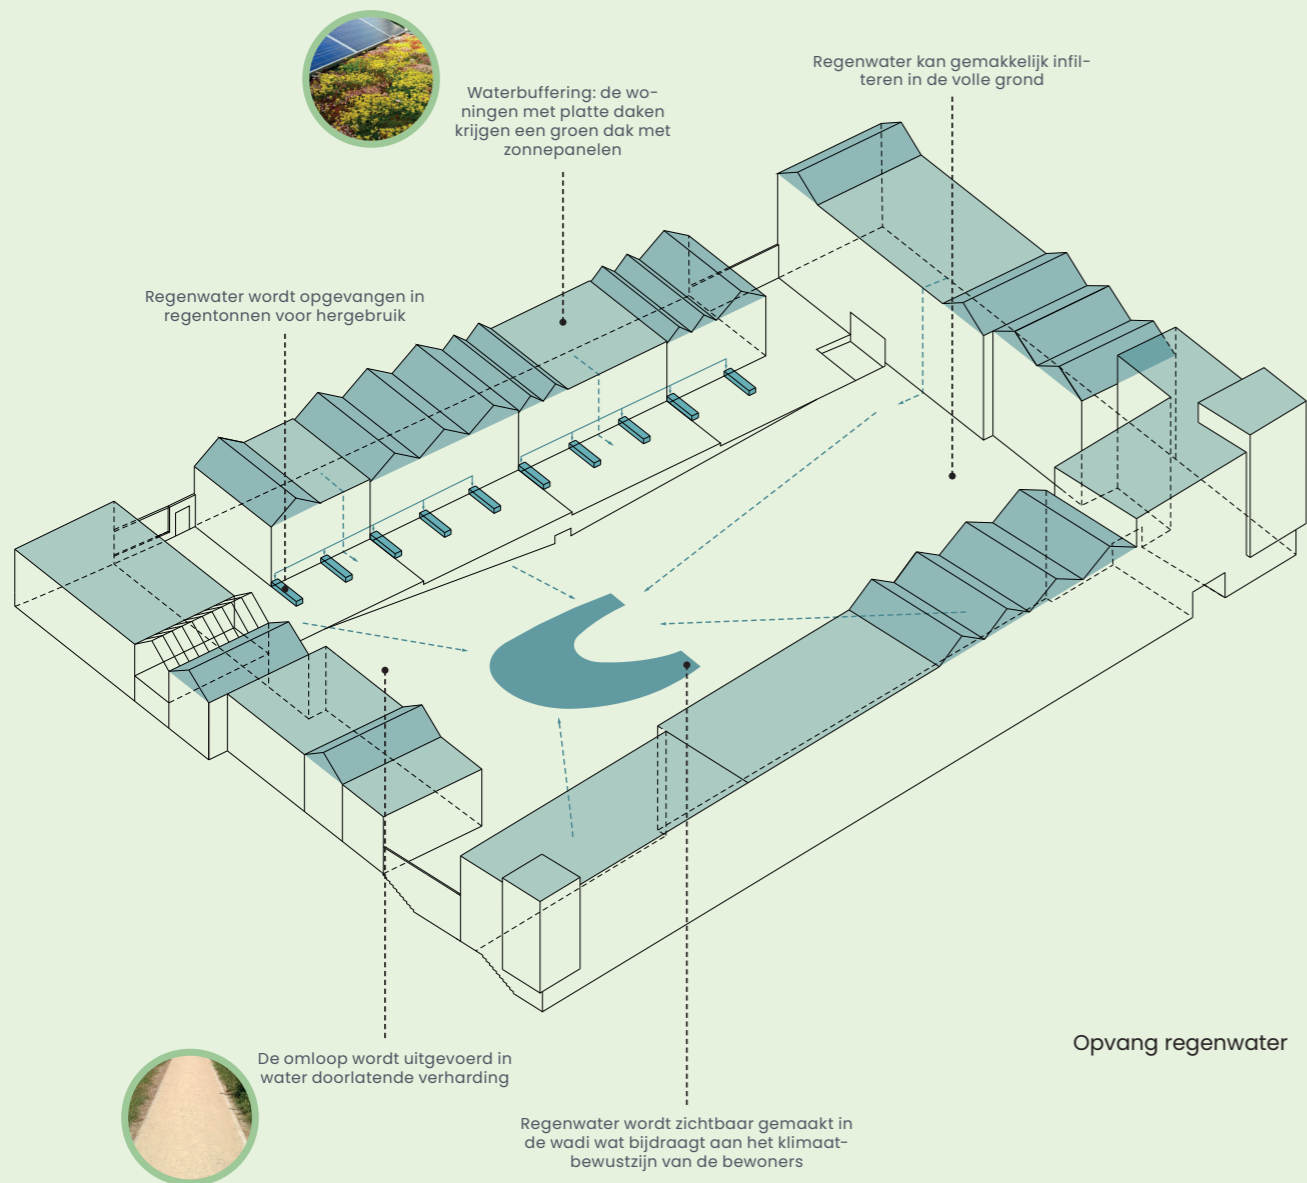 Regenwater kan gemakkelijk infil-
teren in de volle grond
Waterbuffering: de wo-
ningen met platte daken
krijgen een groen dak met
zonnepanelen
Regenwater wordt opgevangen in
regentonnen voor hergebruik
Opvang regenwater
De omloop wordt uitgevoerd in
water doorlatende verharding
Regenwater wordt zichtbaar gemaakt in
de wadi wat bijdraagt aan het klimaat-
bewustzijn van de bewoners